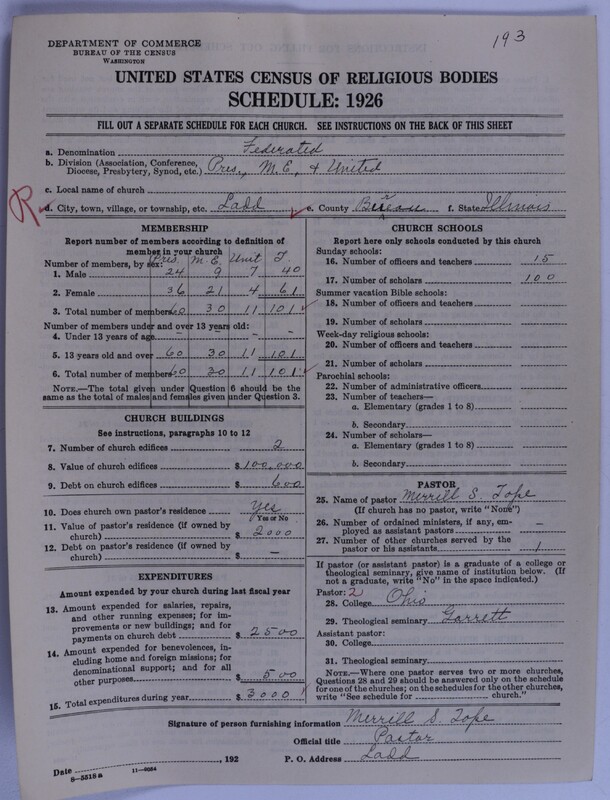 193
DEPARTMENT OF COMMERCE
BUREAU OF THE CENSUS
WASHINGTON
UNITED STATES CENSUS OF RELIGIOUS BODIES
SCHEDULE: 1926
FILL OUT A SEPARATE SCHEDULE FOR EACH CHURCH. SEE INSTRUCTIONS ON THE BACK OF THIS SHEET
a. Denomination Federated
b. Division (Association, Conference,
Diocese, Presbytery, Synod, etc.) Pres., M.E, & United
c. Local name of church
R
d. City, town, village, or township, etc. Ladd e. County Bureau f. State Illinois
MEMBERSHIP
Report number of members according to definition of
member in your church
Number of members, by sex: Pres. M.E. Unit T
1. Male 24 9 7 40
2. Female 36 21 4 61
3. Total number of members 60 30 11 101
Number of members under and over 13 years old:
4. Under 13 years of age - - - -
5. 13 years old and over 60 30 11 101
6. Total number of members 60 30 11 101
NOTE.—The total given under Question 6 should be the
same as the total of males and females given under Question 3.
CHURCH BUILDINGS
See instructions, paragraphs 10 to 12
7. Number of church edifices 2
8. Value of church edifices $ 100,000
9. Debt on church edifices $ 600
10. Does church own pastor's residence Yes
Yes or No
11. Value of pastor's residence (if owned by
church) $ 2000
12. Debt on pastor's residence (if owned by
church) $ —
EXPENDITURES
Amount expended by your church during last fiscal year
13. Amount expended for salaries, repairs,
and other running expenses; for im-
provements or new buildings; and for
payments on church debt $ 2500
14. Amount expended for benevolences, in-
cluding home and foreign missions; for
denominational support; and for all
other purposes $ 500
15. Total expenditures during year $ 3000
CHURCH SCHOOLS
Report here only schools conducted by this church
Sunday schools:
16. Number of officers and teachers 15
17. Number of scholars 100
Summer vacation Bible schools:
18. Number of officers and teachers
19. Number of scholars
Week-day religious schools:
20. Number of officers and teachers
21. Number of scholars
Parochial schools:
22. Number of administrative officers
23. Number of teachers—
a. Elementary (grades 1 to 8)
b. Secondary
24. Number of scholars—
a. Elementary (grades 1 to 8)
b. Secondary
PASTOR
25. Name of pastor Merrill S. Tope
(If church has no pastor, write "None")
26. Number of ordained ministers, if any, em-
ployed as assistant pastors —
27. Number of other churches served by the
pastor or his assistants 1
If pastor (or assistant pastor) is a graduate of a college or
theological seminary, give name of institution below. (If
not a graduate, write "No" in the space indicated.)
Pastor: 2
28. College Ohio
29. Theological seminary Garrett
Assistant pastor:
30. College
31. Theological seminary
NOTE.—Where one pastor serves two or more churches,
Questions 28 and 29 should be answered only on the schedule
for one of the churches; on the schedules for the other churches,
write "See schedule for church."
Signature of person furnishing information Merrill S. Tope
Official title Pastor
Date , 192 P. O. Address Ladd
8—5518 a 11—9054